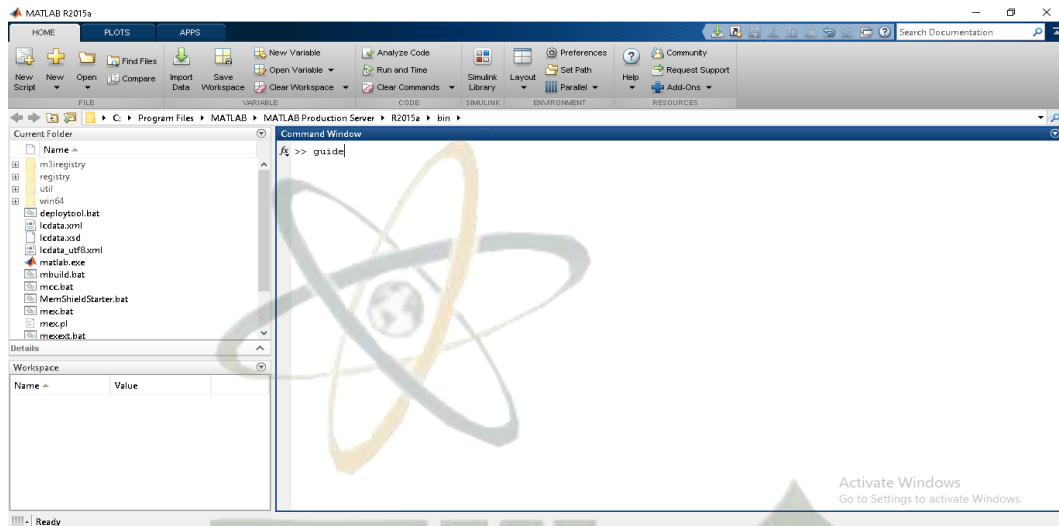 MATLAB R2015a
HOME PLOTS APPS
Search Documentation
New Script
New
Open
Find Files
Compare
Import Data
Save Workspace
New Variable
Open Variable
Clear Workspace
Analyze Code
Run and Time
Clear Commands
Simulink Library
Layout
Preferences
Set Path
Parallel
Help
Community
Request Support
Add-Ons
FILE VARIABLE CODE SIMULINK ENVIRONMENT RESOURCES
C: Program Files MATLAB MATLAB Production Server R2015a bin
Current Folder
Name
m3iregistry
registry
util
win64
deploytool.bat
lcdata.xml
lcdata.xsd
lcdata_utf8.xml
matlab.exe
mbuild.bat
mcc.bat
MemShieldStarter.bat
mex.bat
mex.pl
mexext.bat
Details
Workspace
Name Value
Command Window
fx >> guide
Activate Windows
Go to Settings to activate Windows.
Ready